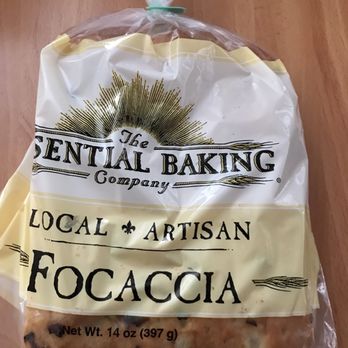 The
SENTIAL BAKING
Company ®
LOCAL ⚜ ARTISAN
FOCACCIA
Net Wt. 14 oz (397 g)